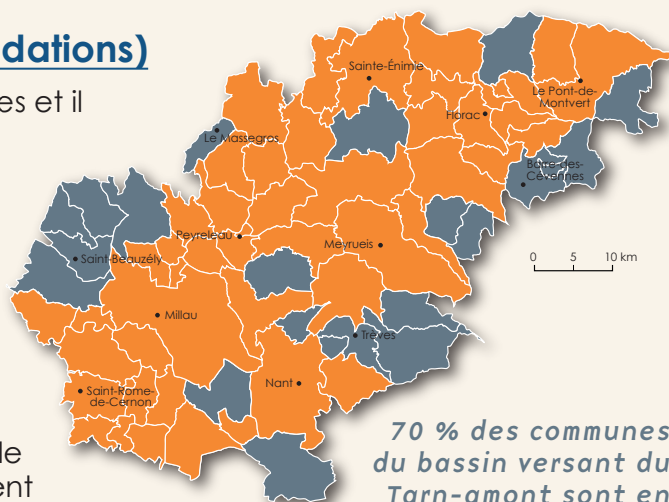 dations)
es et il
Sainte-Énimie
Le Pont-de-
Montvert
Florac
Le Massegros
Barre-des-
Cévennes
Peyreleau
Meyrueis
Saint-Beauzély
0 5 10 km
Millau
Trèves
Nant
Saint-Rome-
de-Cernon
le
ent
70 % des communes
du bassin versant du
Tarn-amont sont en